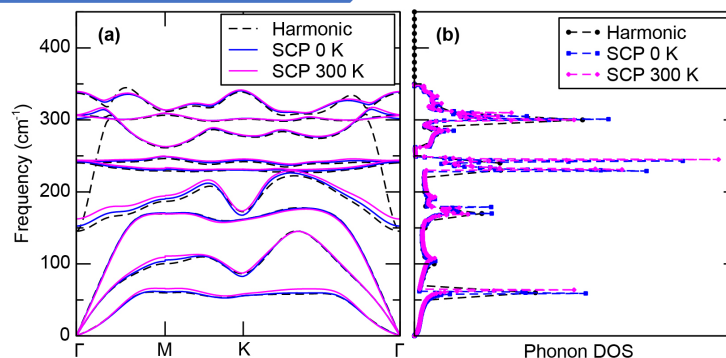 (a)
Harmonic
SCP 0 K
SCP 300 K
(b)
Harmonic
SCP 0 K
SCP 300 K
Frequency (cm⁻¹)
400
300
200
100
0
Γ M K Γ
Phonon DOS